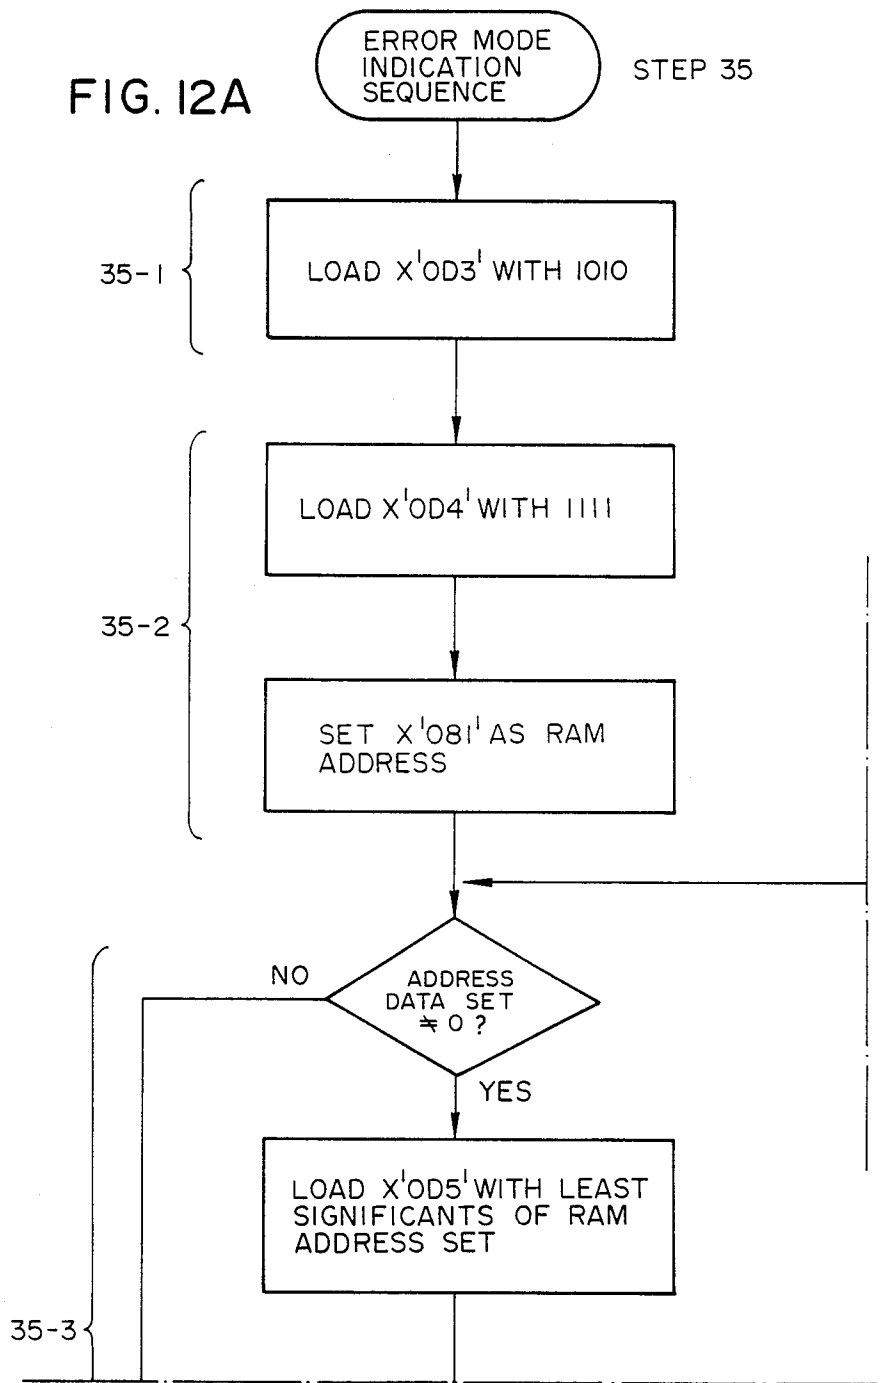 FIG. 12A
ERROR MODE
INDICATION
SEQUENCE
STEP 35
35-1
LOAD X'0D3' WITH 1010
35-2
LOAD X'0D4' WITH 1111
SET X'081' AS RAM
ADDRESS
NO
ADDRESS
DATA SET
≠ 0 ?
YES
35-3
LOAD X'0D5' WITH LEAST
SIGNIFICANTS OF RAM
ADDRESS SET